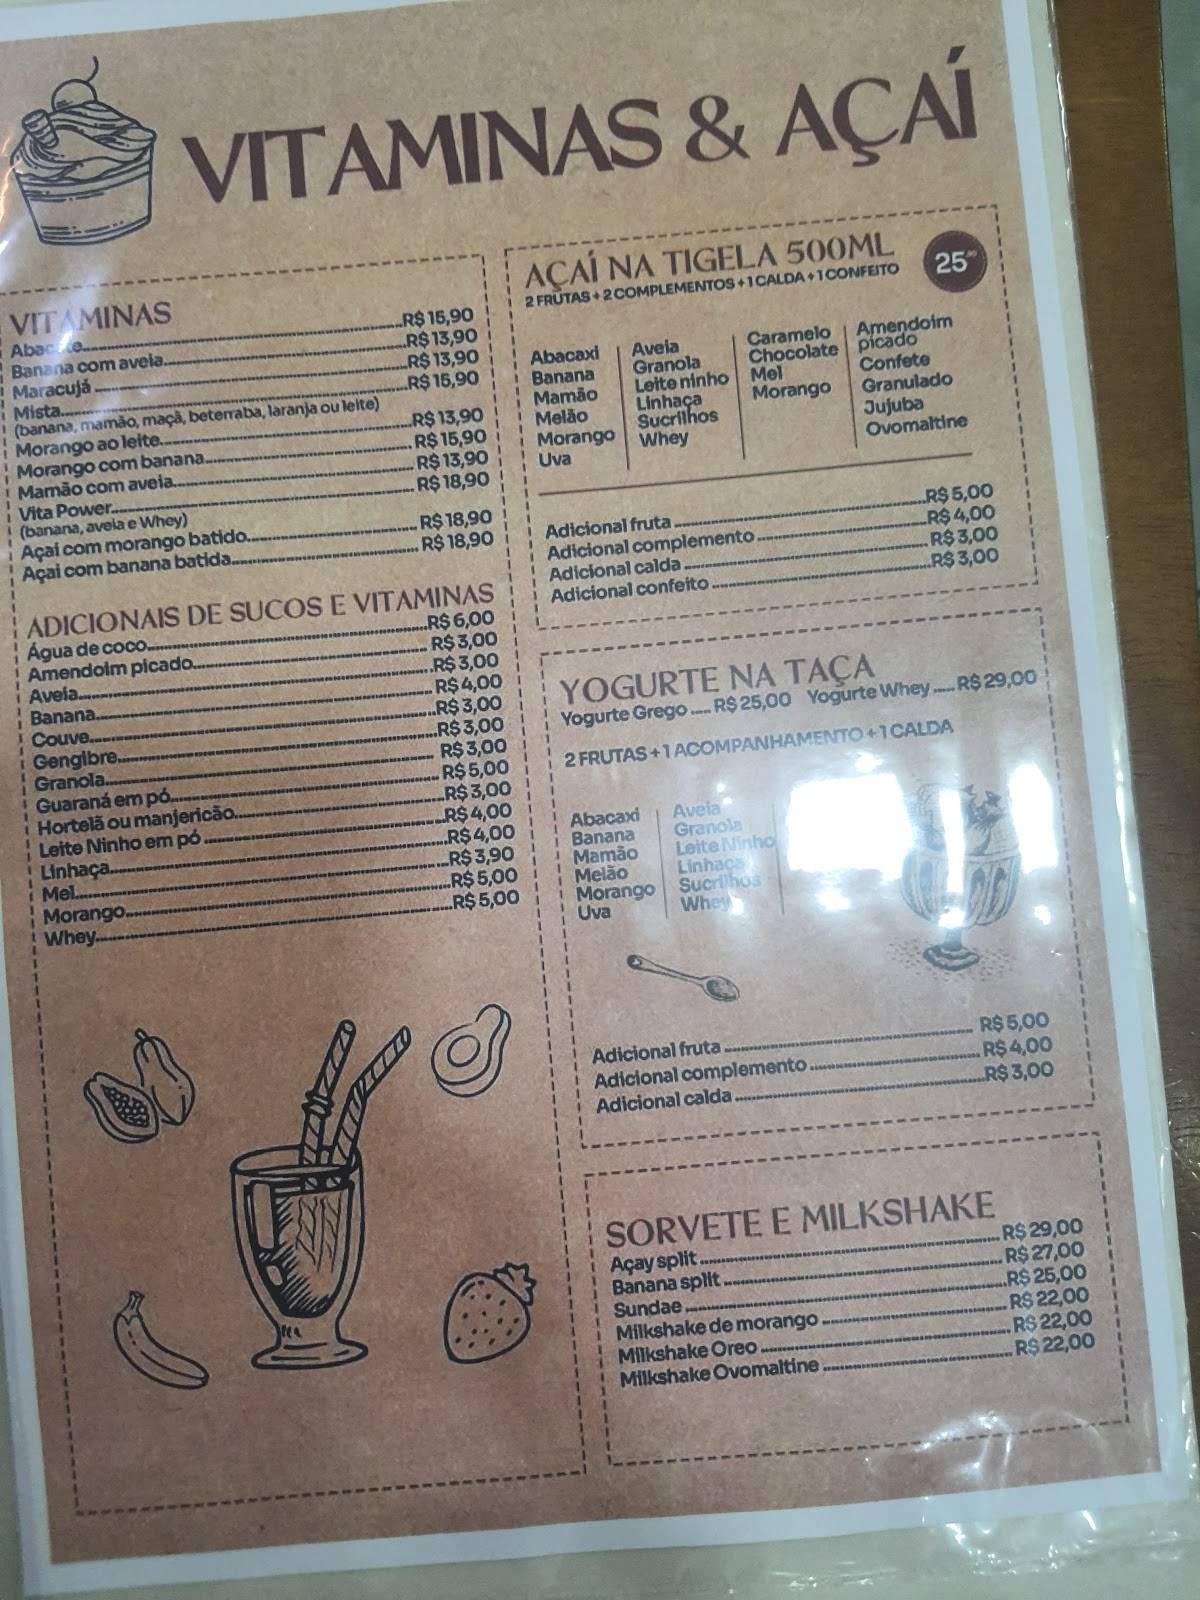 VITAMINAS & AÇAÍ
VITAMINAS
Abacate R$ 15,90
Banana com aveia R$ 13,90
Maracujá R$ 13,90
Mista R$ 15,90
(banana, mamão, maçã, beterraba, laranja ou leite)
Morango ao leite R$ 13,90
Morango com banana R$ 15,90
Mamão com aveia R$ 13,90
Vita Power R$ 18,90
(banana, aveia e Whey)
Açai com morango batido R$ 18,90
Açai com banana batida R$ 18,90
ADICIONAIS DE SUCOS E VITAMINAS
Água de coco R$ 6,00
Amendoim picado R$ 3,00
Aveia R$ 3,00
Banana R$ 4,00
Couve R$ 3,00
Gengibre R$ 3,00
Granola R$ 3,00
Guaraná em pó R$ 5,00
Hortelã ou manjericão R$ 3,00
Leite Ninho em pó R$ 4,00
Linhaça R$ 4,00
Mel R$ 3,90
Morango R$ 5,00
Whey R$ 5,00
AÇAÍ NA TIGELA 500ML
2 FRUTAS + 2 COMPLEMENTOS + 1 CALDA + 1 CONFEITO
25
Abacaxi
Banana
Mamão
Melão
Morango
Uva
Aveia
Granola
Leite ninho
Linhaça
Sucrilhos
Whey
Caramelo
Chocolate
Mel
Morango
Amendoim
picado
Confete
Granulado
Jujuba
Ovomaltine
Adicional fruta R$ 5,00
Adicional complemento R$ 4,00
Adicional calda R$ 3,00
Adicional confeito R$ 3,00
YOGURTE NA TAÇA
Yogurte Grego .... R$ 25,00 Yogurte Whey ..... R$ 29,00
2 FRUTAS + 1 ACOMPANHAMENTO + 1 CALDA
Abacaxi
Banana
Mamão
Melão
Morango
Uva
Aveia
Granola
Leite Ninho
Linhaça
Sucrilhos
Whey
Adicional fruta R$ 5,00
Adicional complemento R$ 4,00
Adicional calda R$ 3,00
SORVETE E MILKSHAKE
Açay split R$ 29,00
Banana split R$ 27,00
Sundae R$ 25,00
Milkshake de morango R$ 22,00
Milkshake Oreo R$ 22,00
Milkshake Ovomaltine R$ 22,00